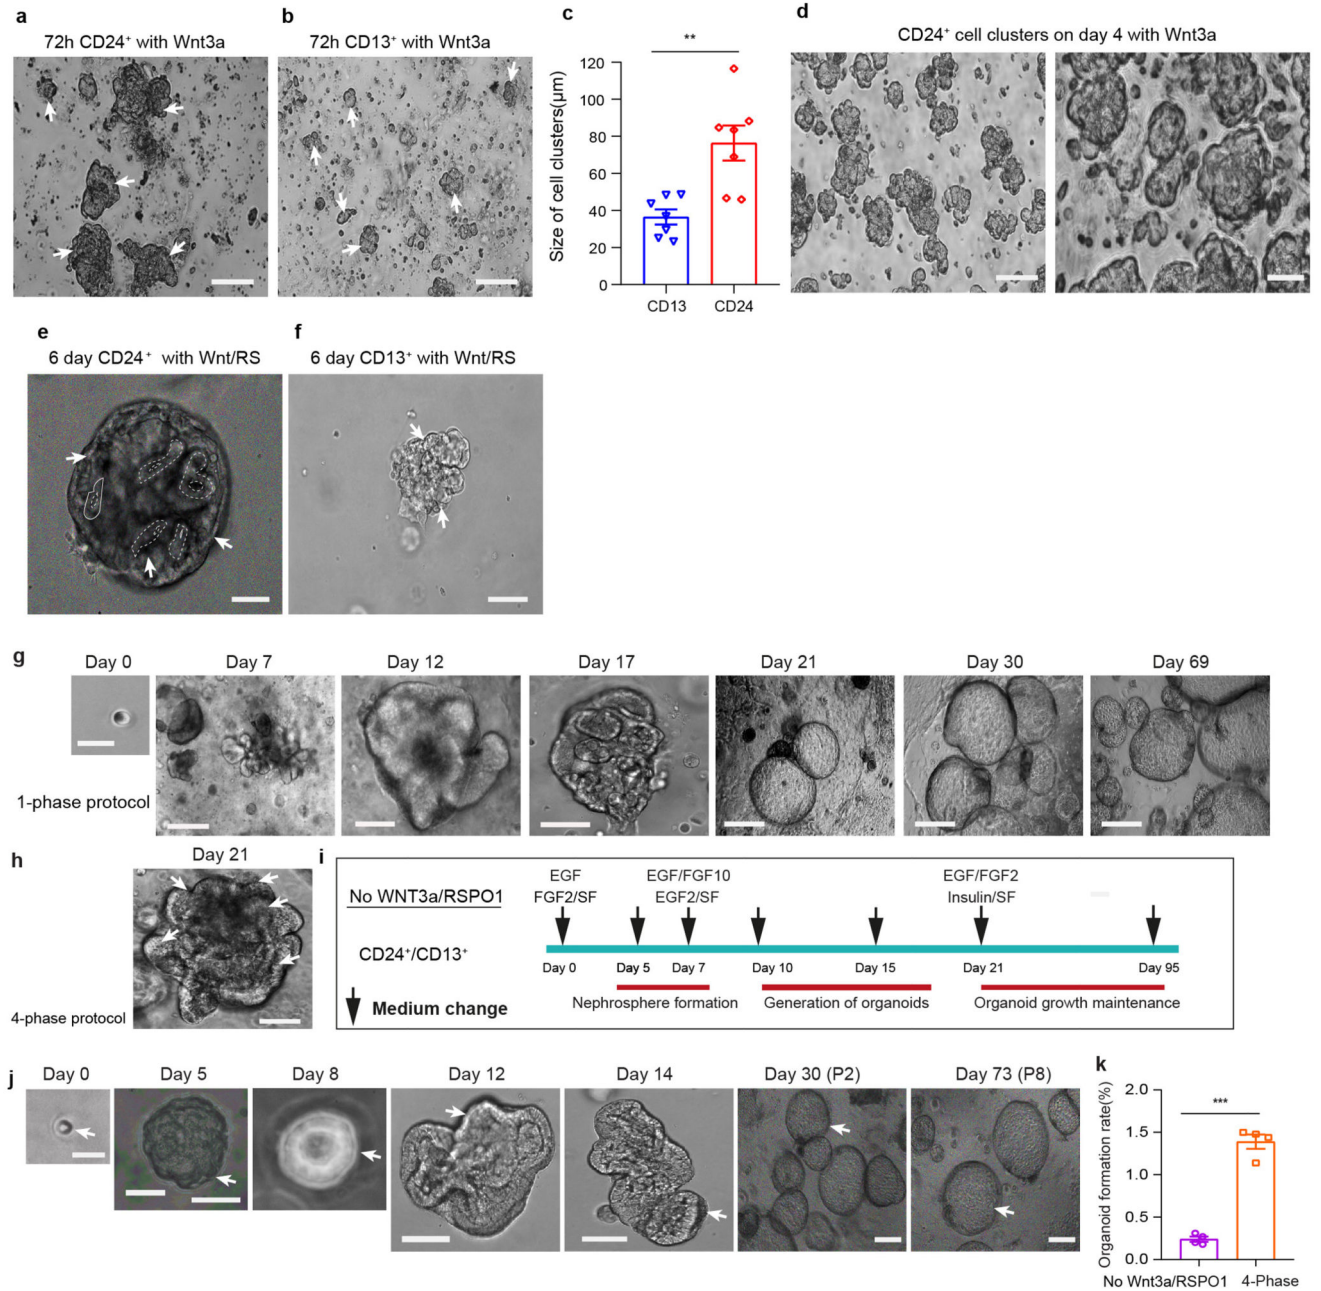 a
72h CD24⁺ with Wnt3a
b
72h CD13⁺ with Wnt3a
c
**
Size of cell clusters(μm)
120
100
80
60
40
20
0
CD13
CD24
d
CD24⁺ cell clusters on day 4 with Wnt3a
e
6 day CD24⁺ with Wnt/RS
f
6 day CD13⁺ with Wnt/RS
g
Day 0
Day 7
Day 12
Day 17
Day 21
Day 30
Day 69
1-phase protocol
h
Day 21
4-phase protocol
i
No WNT3a/RSPO1
EGF
FGF2/SF
EGF/FGF10
EGF2/SF
EGF/FGF2
Insulin/SF
CD24⁺/CD13⁺
Day 0
Day 5
Day 7
Day 10
Day 15
Day 21
Day 95
Nephrosphere formation
Generation of organoids
Organoid growth maintenance
Medium change
j
Day 0
Day 5
Day 8
Day 12
Day 14
Day 30 (P2)
Day 73 (P8)
k
***
Organoid formation rate(%)
2.0
1.5
1.0
0.5
0.0
No Wnt3a/RSPO1
4-Phase